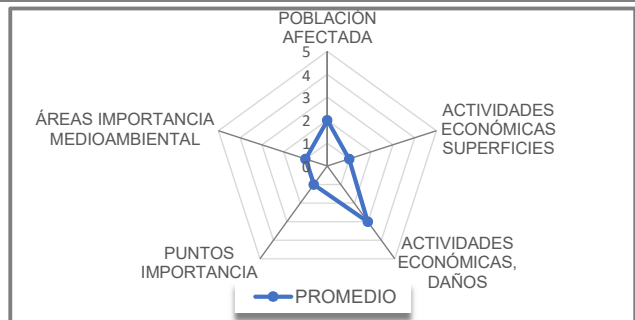 POBLACIÓN
AFECTADA
5
4
3
2
1
0
ACTIVIDADES
ECONÓMICAS
SUPERFICIES
ÁREAS IMPORTANCIA
MEDIOAMBIENTAL
ACTIVIDADES
ECONÓMICAS,
DAÑOS
PUNTOS
IMPORTANCIA
PROMEDIO